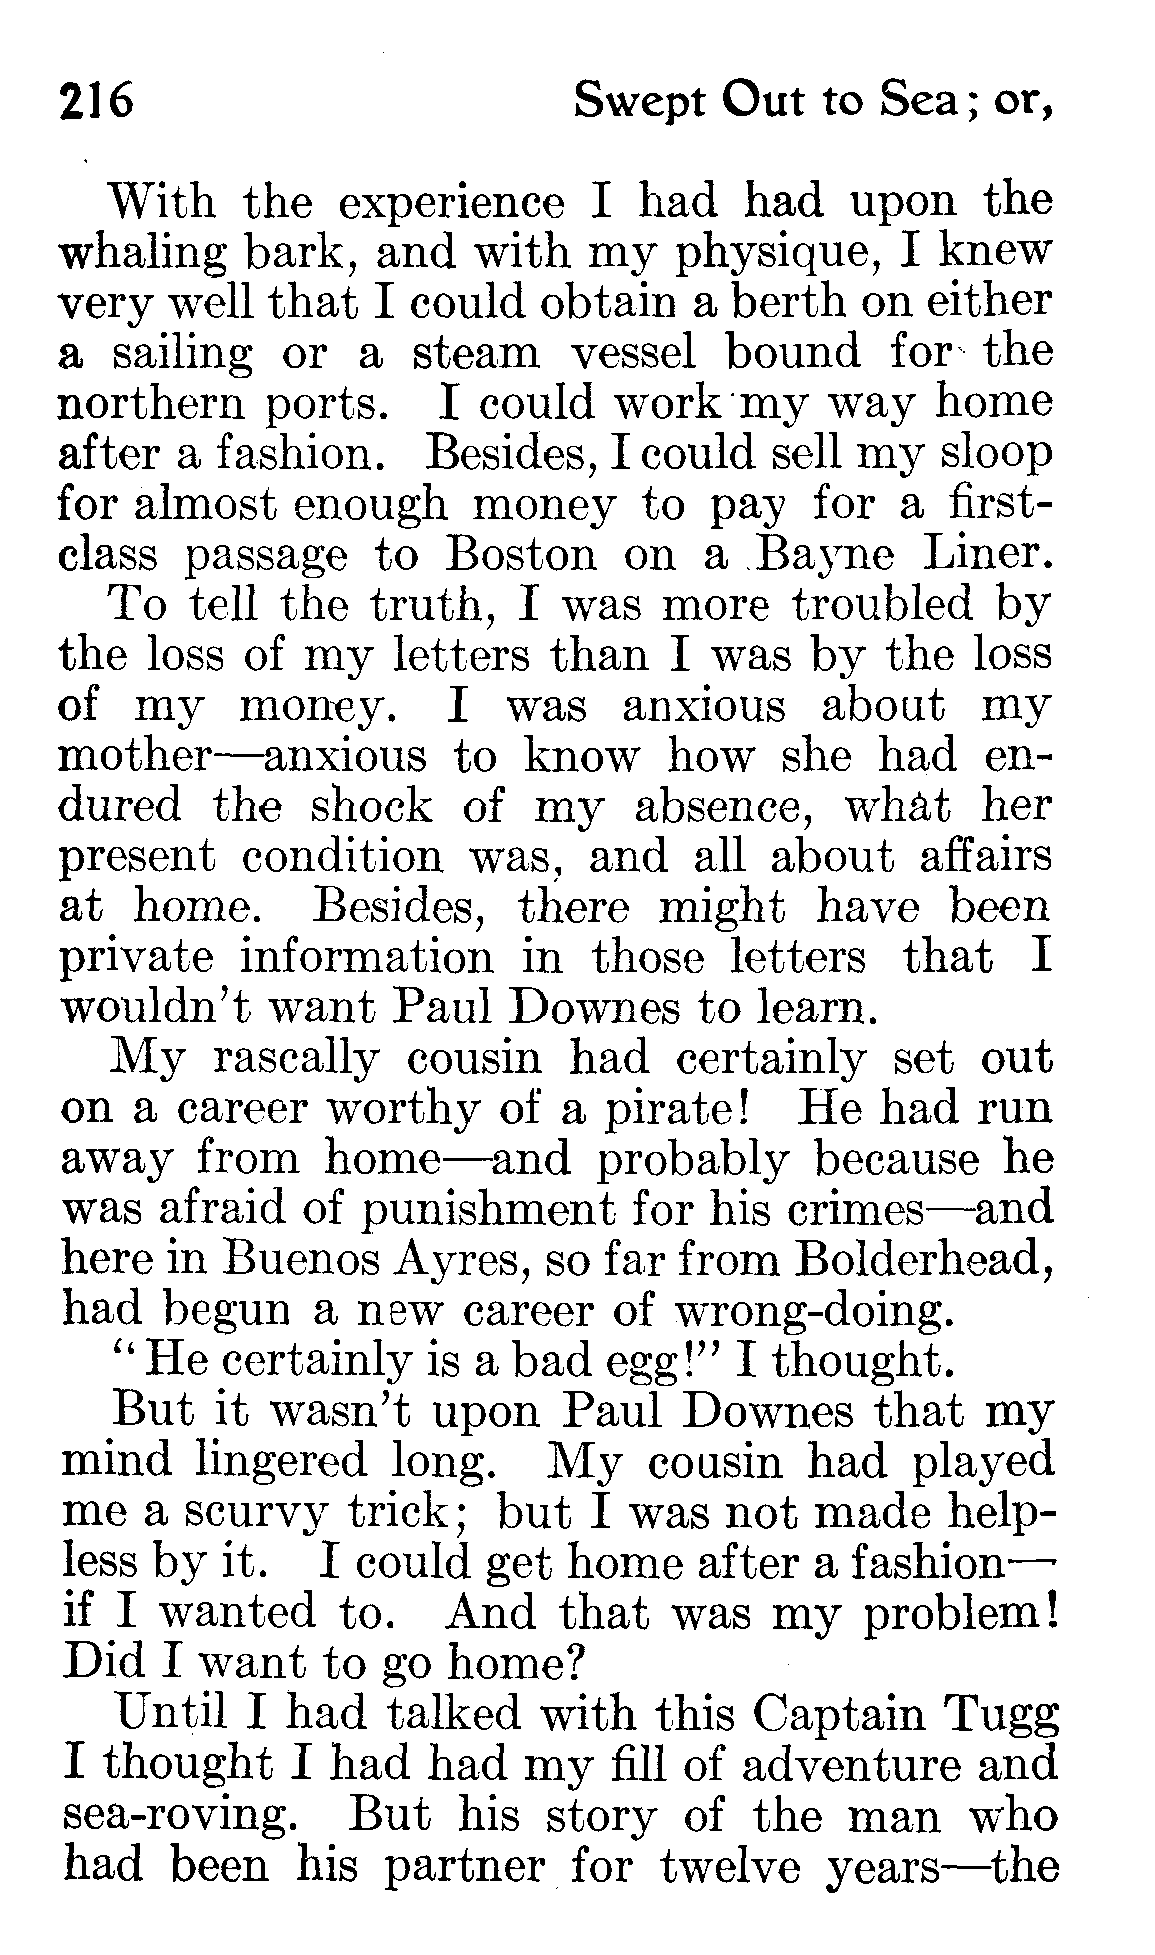 216 Swept Out to Sea; or,
With the experience I had had upon the
whaling bark, and with my physique, I knew
very well that I could obtain a berth on either
a sailing or a steam vessel bound for the
northern ports. I could work my way home
after a fashion. Besides, I could sell my sloop
for almost enough money to pay for a first-
class passage to Boston on a Bayne Liner.
To tell the truth, I was more troubled by
the loss of my letters than I was by the loss
of my money. I was anxious about my
mother—anxious to know how she had en-
dured the shock of my absence, what her
present condition was, and all about affairs
at home. Besides, there might have been
private information in those letters that I
wouldn't want Paul Downes to learn.
My rascally cousin had certainly set out
on a career worthy of a pirate! He had run
away from home—and probably because he
was afraid of punishment for his crimes—and
here in Buenos Ayres, so far from Bolderhead,
had begun a new career of wrong-doing.
"He certainly is a bad egg!" I thought.
But it wasn't upon Paul Downes that my
mind lingered long. My cousin had played
me a scurvy trick; but I was not made help-
less by it. I could get home after a fashion—
if I wanted to. And that was my problem!
Did I want to go home?
Until I had talked with this Captain Tugg
I thought I had had my fill of adventure and
sea-roving. But his story of the man who
had been his partner for twelve years—the